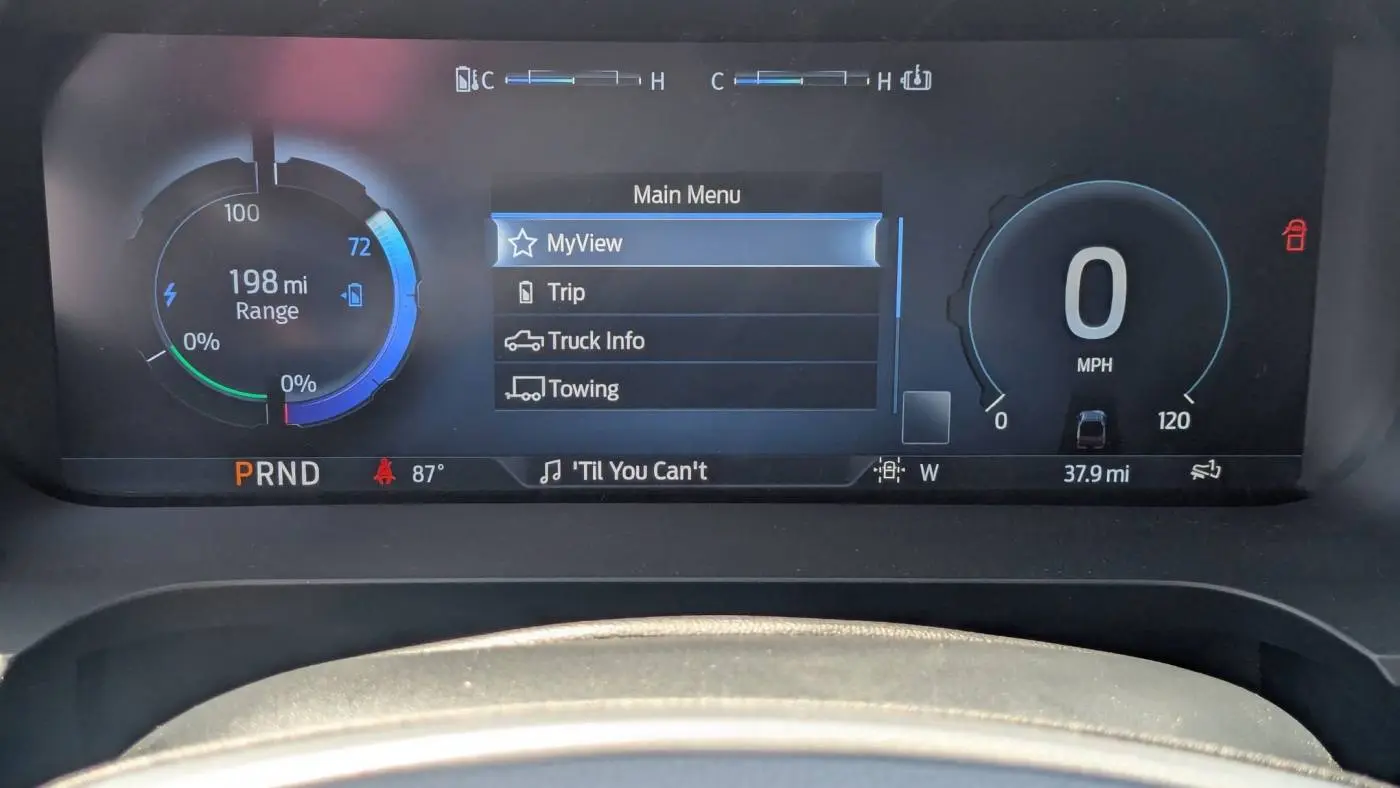 C H C H
Main Menu
100
72
MyView
198 mi
Range
Trip
0%
Truck Info
0%
Towing
0
MPH
0 120
PRND 87° 'Til You Can't W 37.9 mi